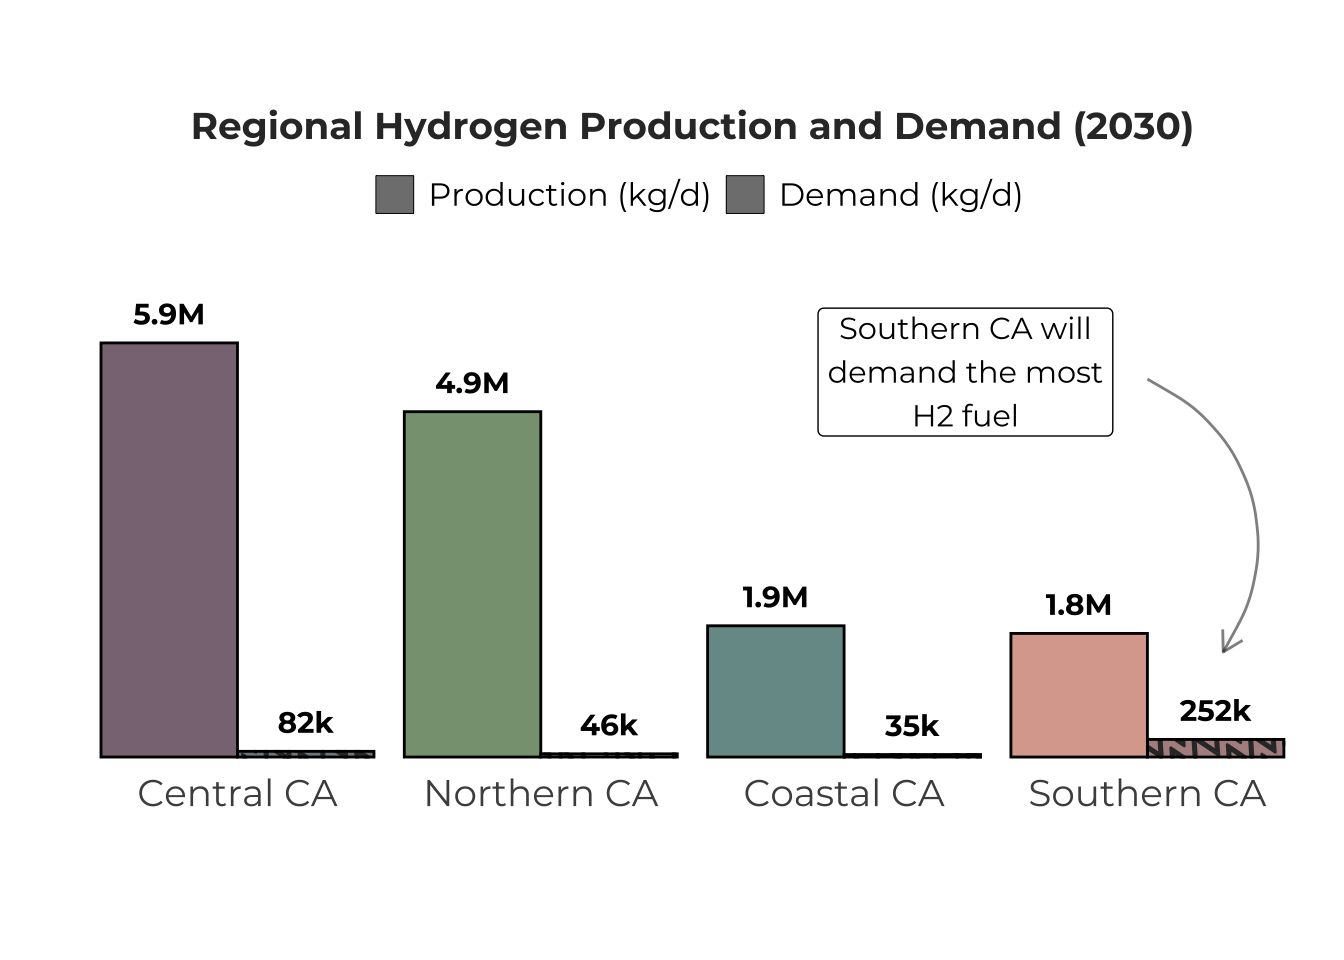 Regional Hydrogen Production and Demand (2030)
Production (kg/d) Demand (kg/d)
5.9M
4.9M
Southern CA will
demand the most
H2 fuel
1.9M
1.8M
82k
46k
35k
252k
Central CA Northern CA Coastal CA Southern CA